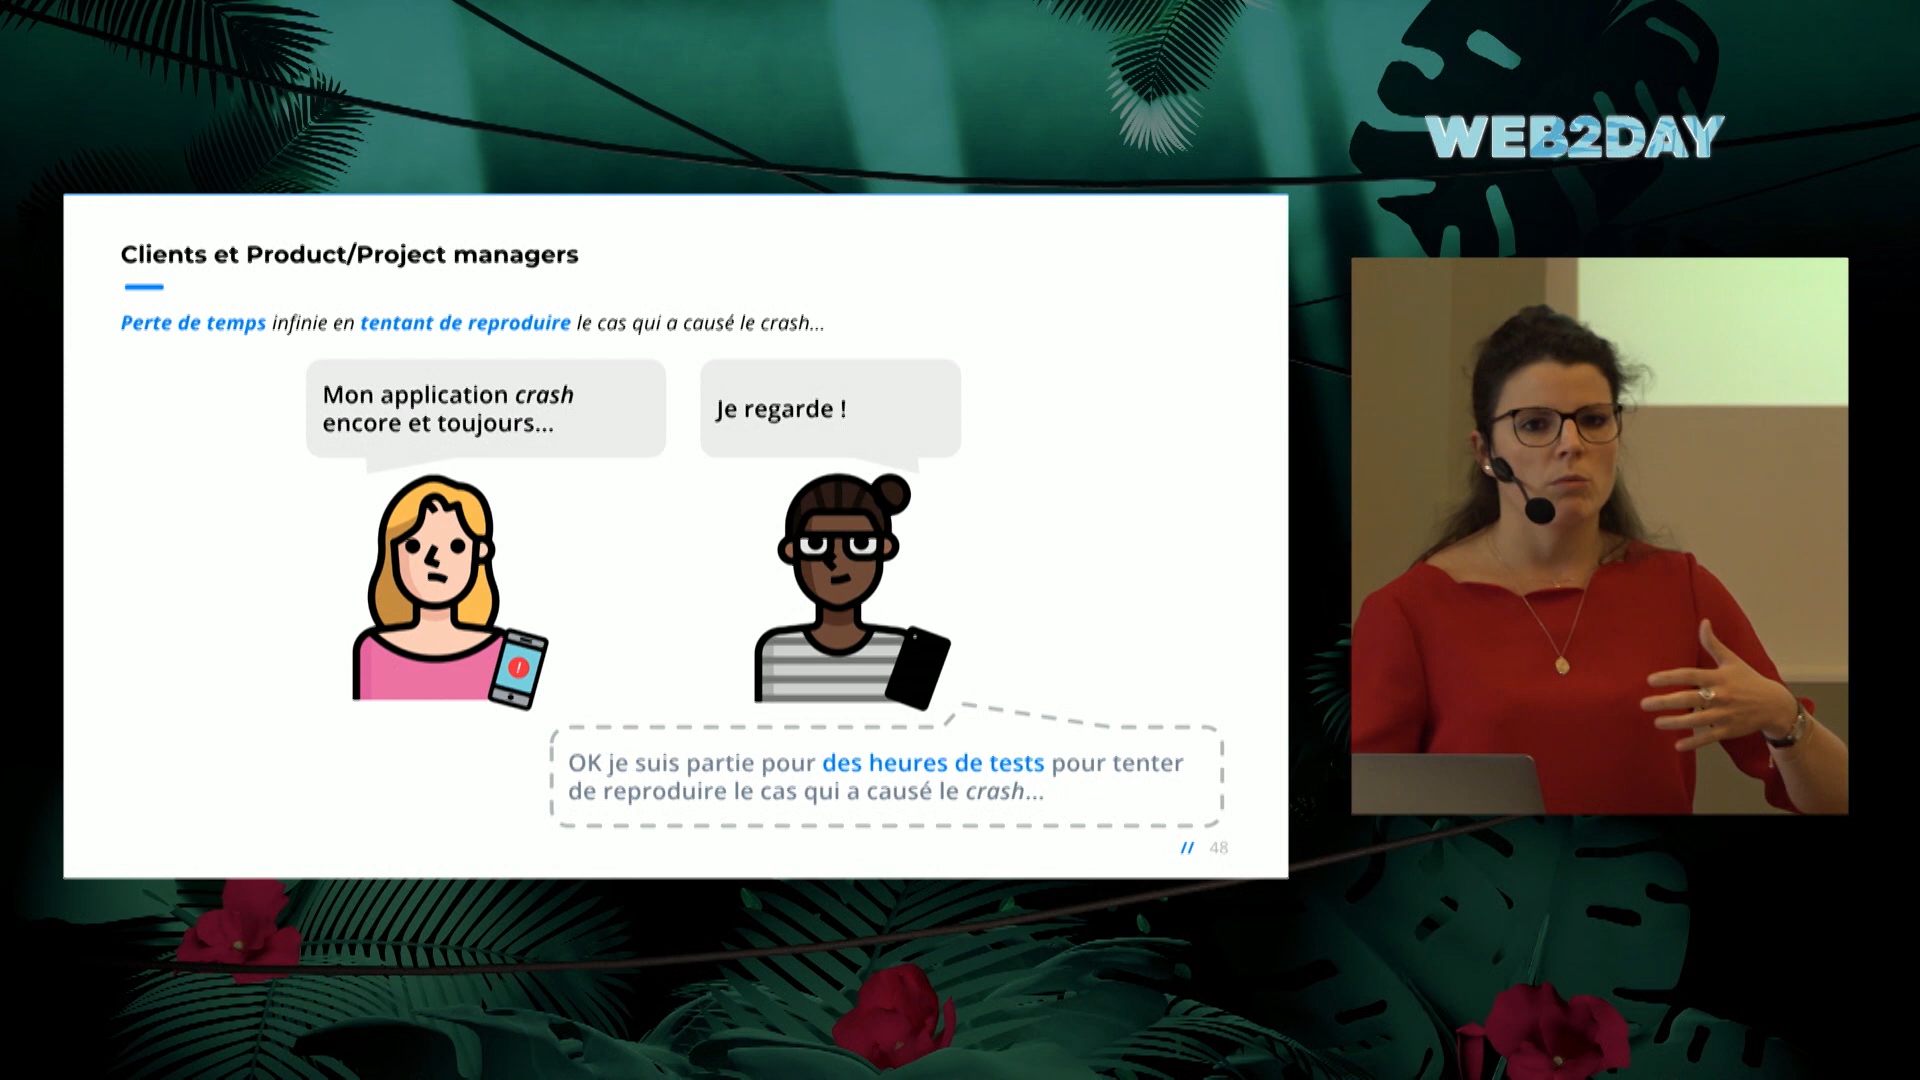 WEB2DAY
Clients et Product/Project managers
Perte de temps infinie en tentant de reproduire le cas qui a causé le crash...
Mon application crash
encore et toujours...
Je regarde !
!
OK je suis partie pour des heures de tests pour tenter
de reproduire le cas qui a causé le crash...
// 48